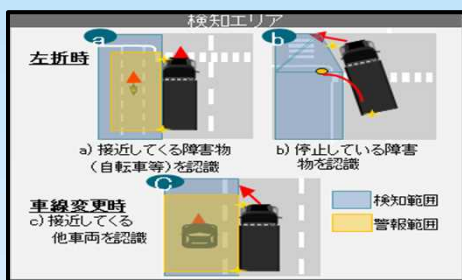 検知エリア
左折時
a
b
a) 接近してくる障害物
(自転車等)を認識
b) 停止している障害
物を認識
車線変更時
c) 接近してくる
他車両を認識
C
検知範囲
警報範囲